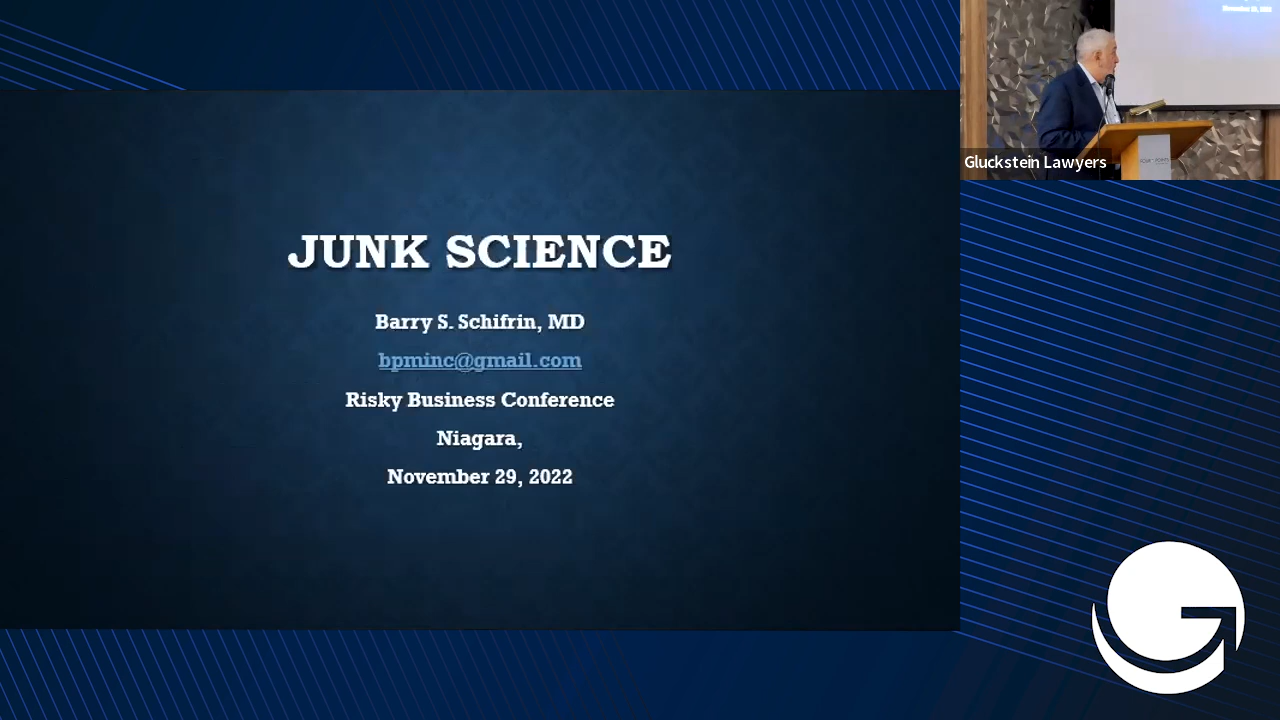 JUNK SCIENCE
Barry S. Schifrin, MD
bpminc@gmail.com
Risky Business Conference
Niagara,
November 29, 2022
Gluckstein Lawyers